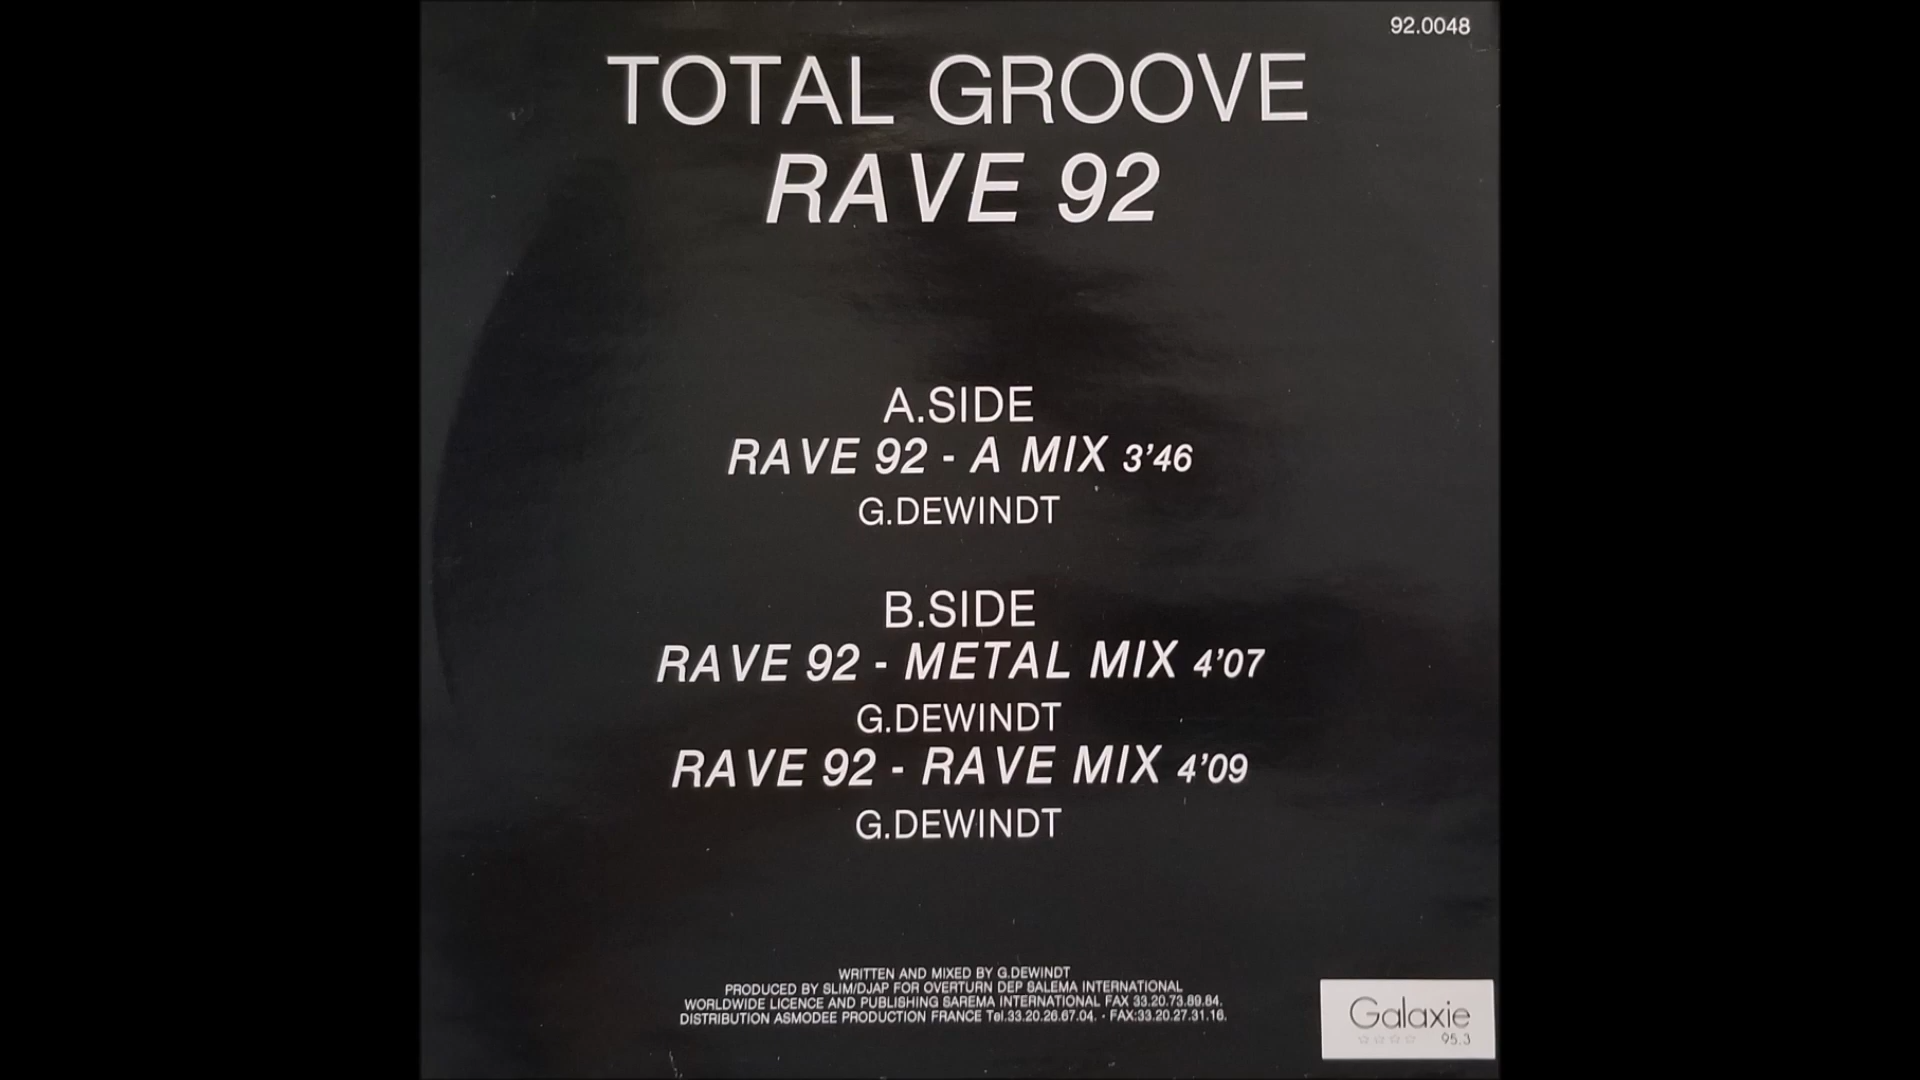 92.0048
TOTAL GROOVE
RAVE 92
A.SIDE
RAVE 92 - A MIX 3'46
G.DEWINDT
B.SIDE
RAVE 92 - METAL MIX 4'07
G.DEWINDT
RAVE 92 - RAVE MIX 4'09
G.DEWINDT
WRITTEN AND MIXED BY G.DEWINDT
PRODUCED BY SLIM/DJAP FOR OVERTURN DEP SALEMA INTERNATIONAL
WORLDWIDE LICENCE AND PUBLISHING SAREMA INTERNATIONAL FAX 33.20.73.69.84.
DISTRIBUTION ASMODEE PRODUCTION FRANCE Tel.33.20.26.67.04. - FAX:33.20.27.31.16.
Galaxie
95.3